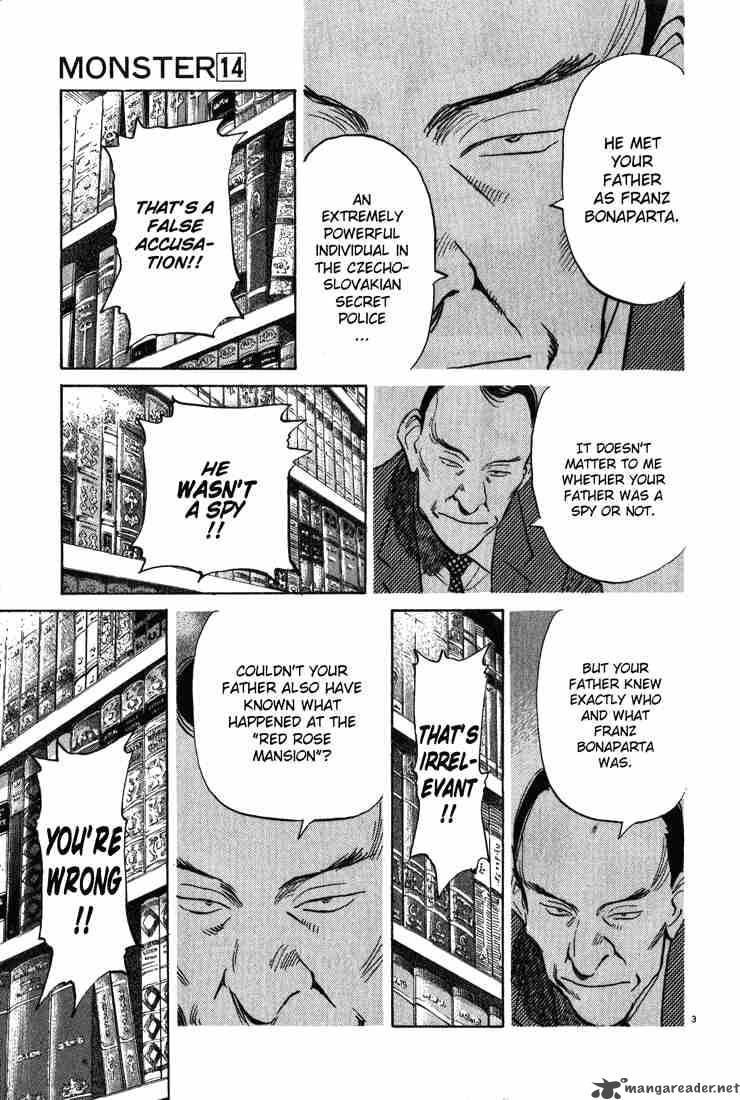 MONSTER 14
HE MET
YOUR
FATHER
AS FRANZ
BONAPARTA.
AN
EXTREMELY
POWERFUL
INDIVIDUAL IN
THE CZECHO-
SLOVAKIAN
SECRET
POLICE
...
THAT'S A
FALSE
ACCUSA-
TION!!
IT DOESN'T
MATTER TO ME
WHETHER YOUR
FATHER WAS A
SPY OR NOT.
HE
WASN'T
A SPY
!!
BUT YOUR
FATHER KNEW
EXACTLY WHO
AND WHAT
FRANZ
BONAPARTA
WAS.
THAT'S
IRREL-
EVANT
!!
COULDN'T YOUR
FATHER ALSO HAVE
KNOWN WHAT
HAPPENED AT THE
"RED ROSE
MANSION"?
YOU'RE
WRONG
!!
3
mangareader.net